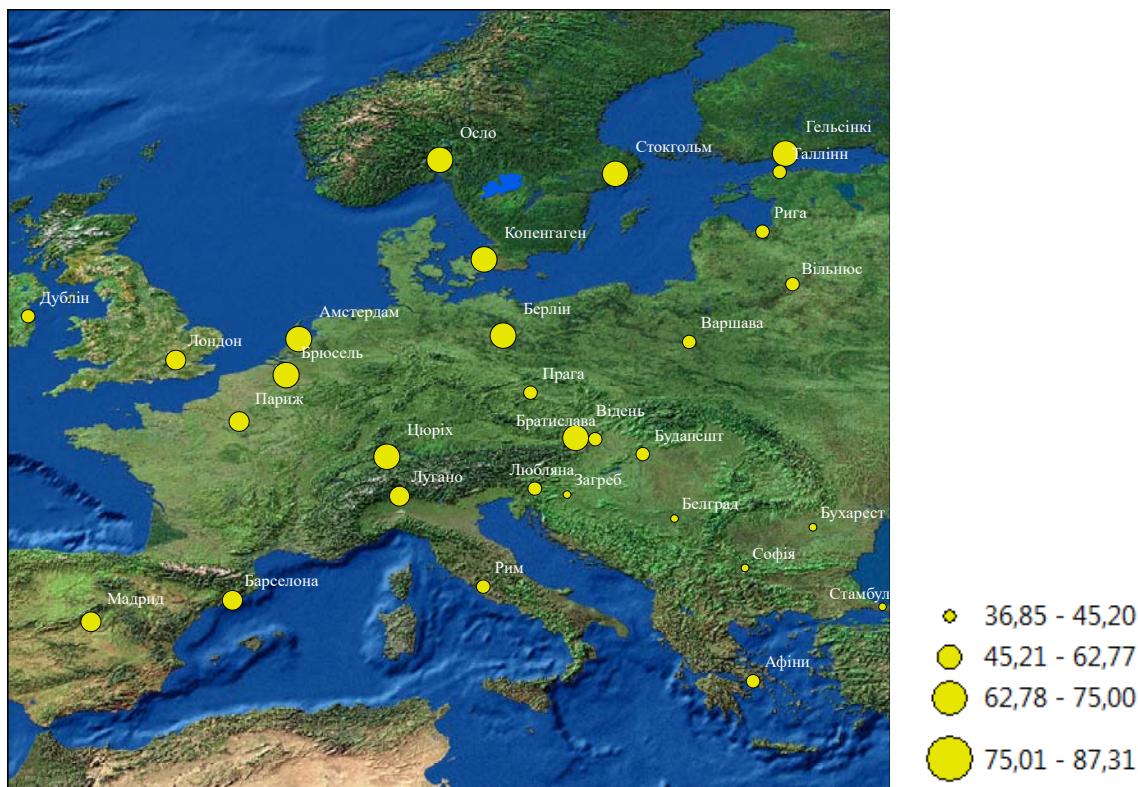 Гельсінкі
Осло
Стокгольм
Таллінн
Рига
Копенгаген
Вільнюс
Дублін
Амстердам
Берлін
Варшава
Лондон
Брюсель
Прага
Париж
Братислава
Відень
Цюріх
Будапешт
Любляна
Лугано
Загреб
Белград
Бухарест
Софія
Рим
Барселона
Мадрид
Стамбул
Афіни
36,85 - 45,20
45,21 - 62,77
62,78 - 75,00
75,01 - 87,31